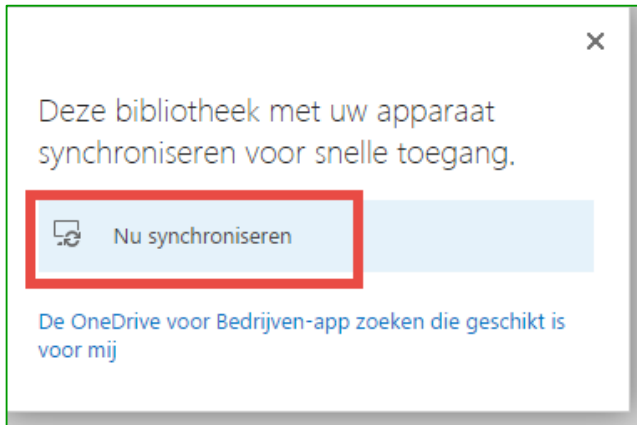 Deze bibliotheek met uw apparaat
synchroniseren voor snelle toegang.
Nu synchroniseren
De OneDrive voor Bedrijven-app zoeken die geschikt is
voor mij